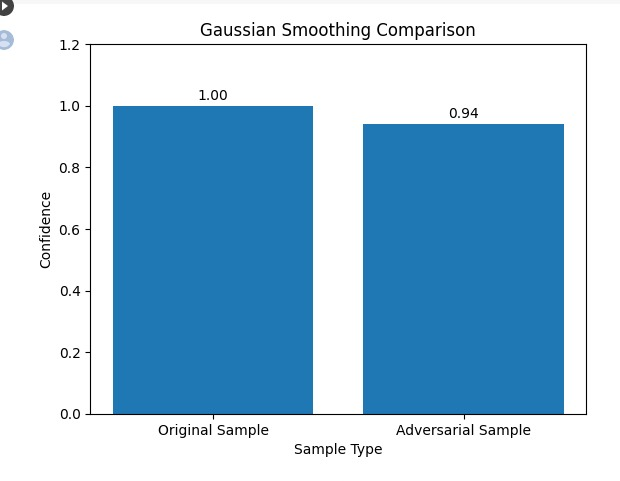 Gaussian Smoothing Comparison
1.2
1.0
0.8
0.6
0.4
0.2
0.0
Confidence
1.00
0.94
Original Sample
Adversarial Sample
Sample Type